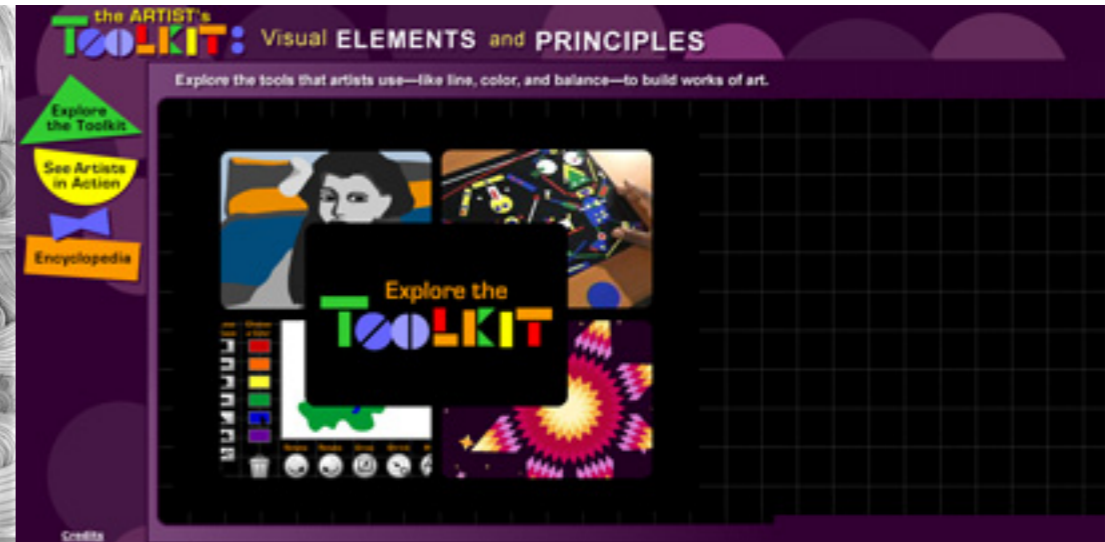 the ARTIST's
TOOLKIT: Visual ELEMENTS and PRINCIPLES
Explore the tools that artists use—like line, color, and balance—to build works of art.
Explore
the Toolkit
See Artists
in Action
Encyclopedia
Explore the
TOOLKIT
Credits